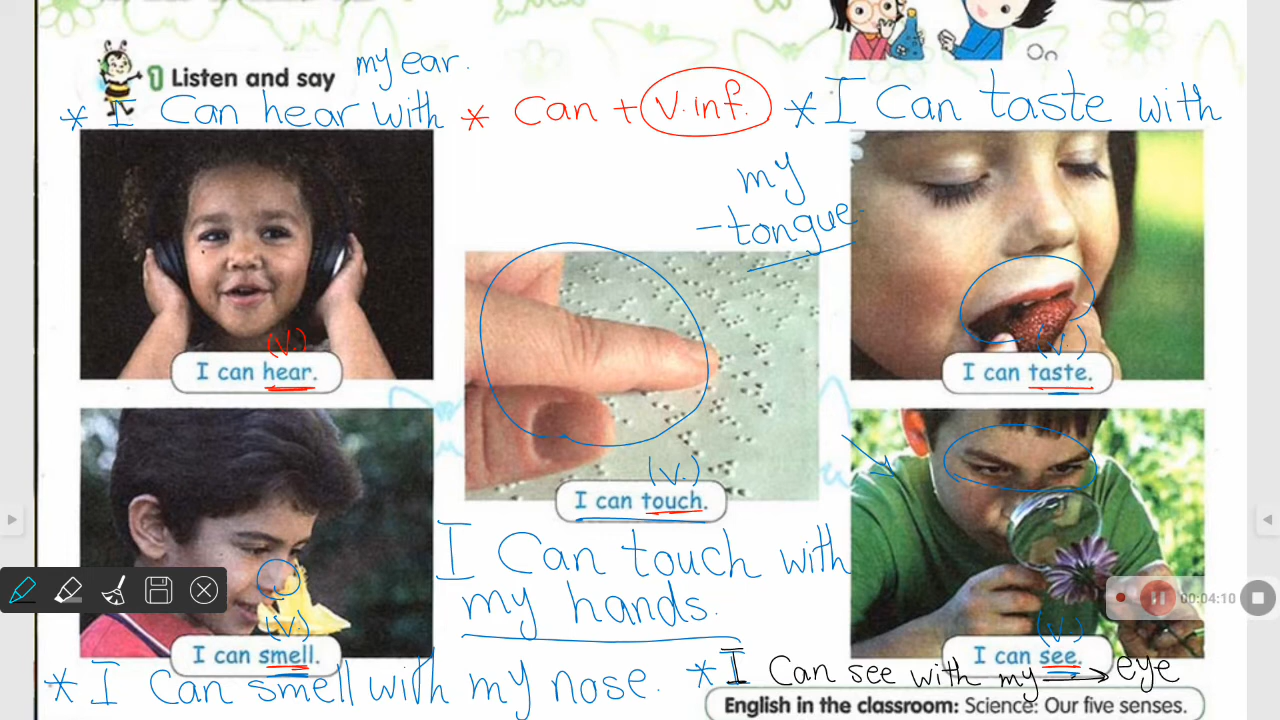 1 Listen and say
my ear.
* I Can hear with
* Can + V. inf.
* I Can taste with
my
- tongue.
(V.)
I can hear.
(V.)
I can taste.
(V.)
I can touch.
I Can touch with
my hands.
(V.)
I can smell.
(V.)
I can see.
00:04:10
* I Can smell with my nose.
* I Can see with my → eye
English in the classroom: Science: Our five senses.